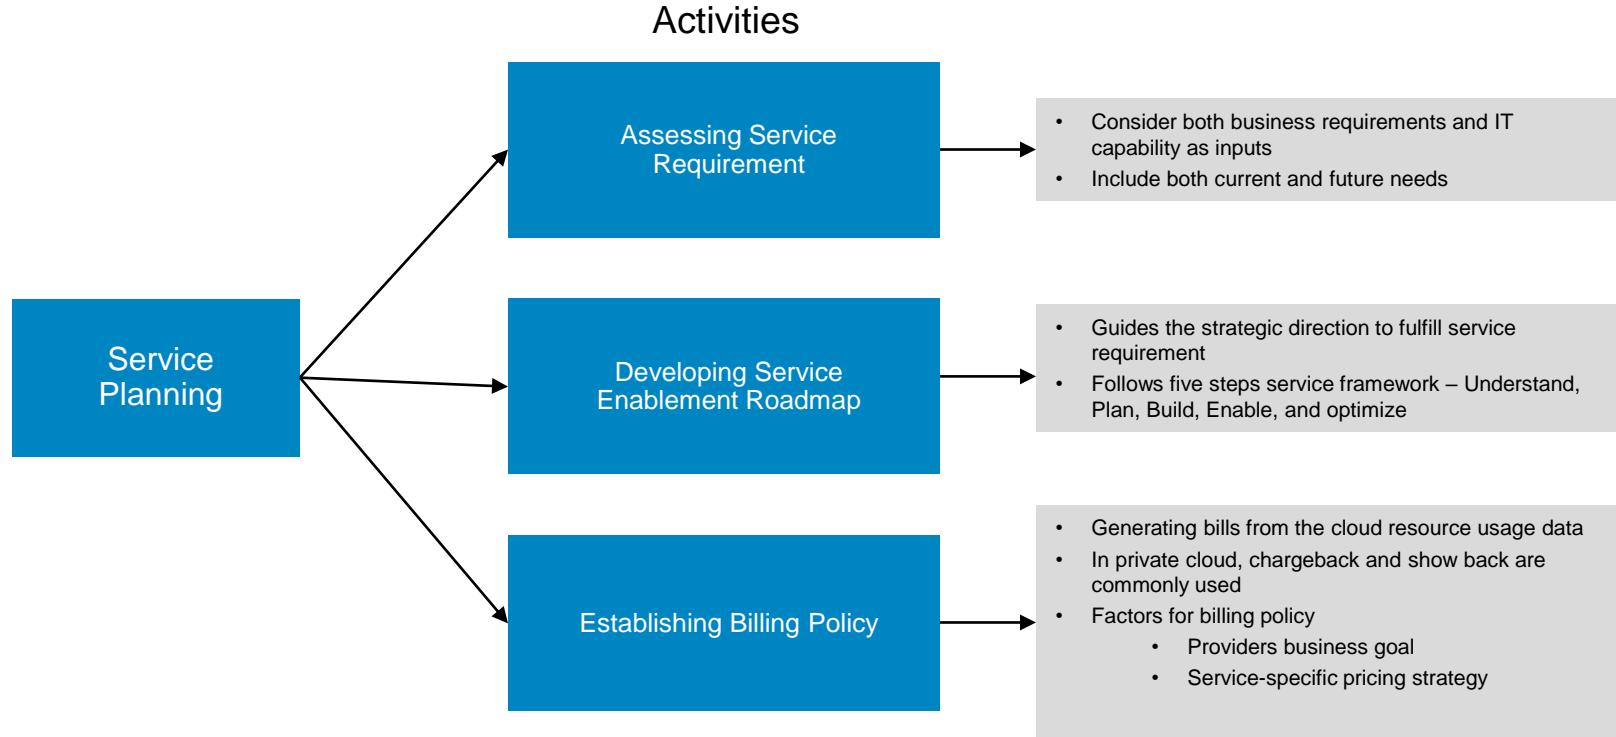 Activities
Assessing Service
Requirement
• Consider both business requirements and IT
capability as inputs
• Include both current and future needs
Service
Planning
Developing Service
Enablement Roadmap
• Guides the strategic direction to fulfill service
requirement
• Follows five steps service framework – Understand,
Plan, Build, Enable, and optimize
Establishing Billing Policy
• Generating bills from the cloud resource usage data
• In private cloud, chargeback and show back are
commonly used
• Factors for billing policy
• Providers business goal
• Service-specific pricing strategy